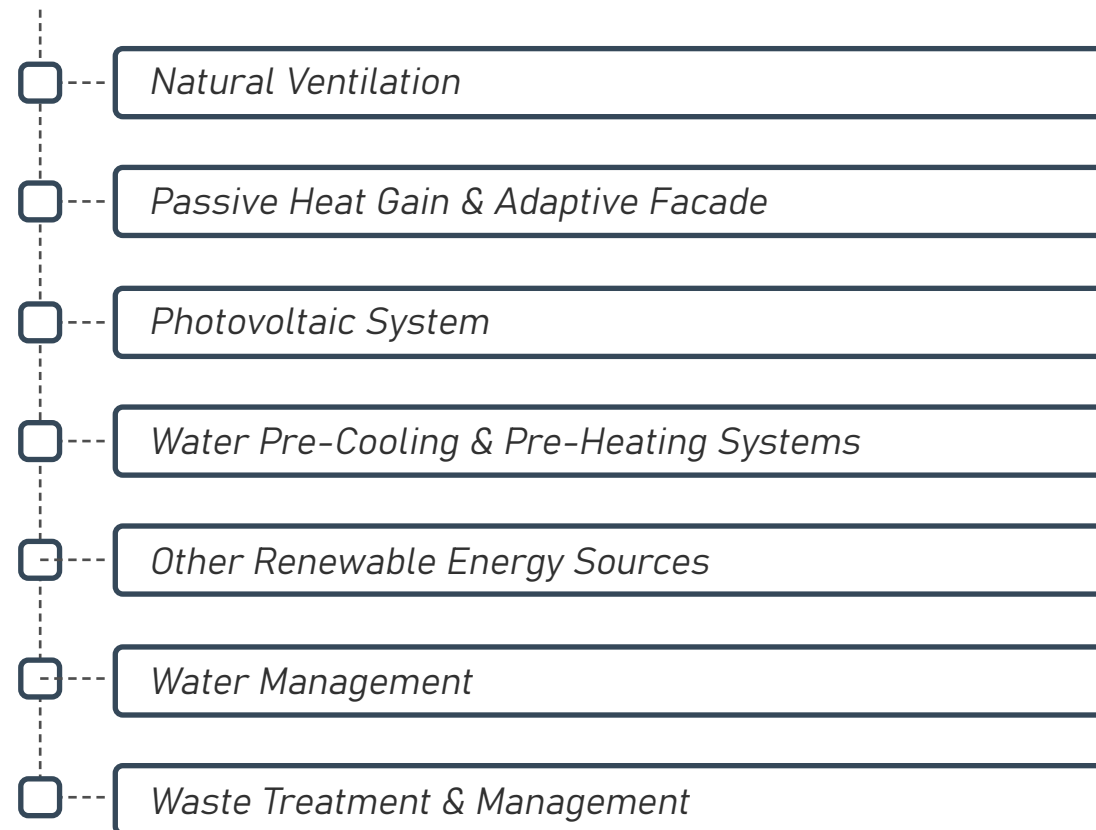 Natural Ventilation
Passive Heat Gain & Adaptive Facade
Photovoltaic System
Water Pre-Cooling & Pre-Heating Systems
Other Renewable Energy Sources
Water Management
Waste Treatment & Management